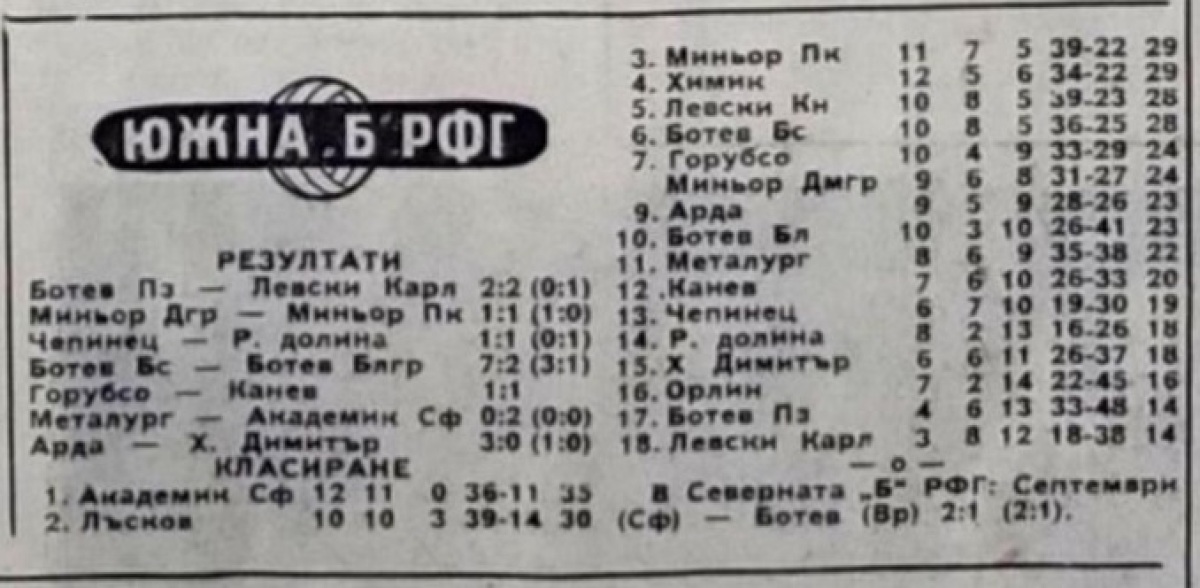 ЮЖНА „Б“ РФГ
РЕЗУЛТАТИ
Ботев Пз — Левски Карл 2:2 (0:1)
Миньор Дгр — Миньор Пк 1:1 (1:0)
Чепинец — Р. долина 1:1 (0:1)
Ботев Бс — Ботев Блгр 7:2 (3:1)
Горубсо — Канев 1:1
Металург — Академик Сф 0:2 (0:0)
Арда — Х. Димитър 3:0 (1:0)
КЛАСИРАНЕ
1. Академик Сф 12 11 0 36-11 35
2. Лъсков 10 10 3 39-14 30
3. Миньор Пк 11 7 5 39-22 29
4. Химик 12 5 6 34-22 29
5. Левски Кн 10 8 5 39-23 28
6. Ботев Бс 10 8 5 36-25 28
7. Горубсо 10 4 9 33-29 24
Миньор Дмгр 9 6 8 31-27 24
9. Арда 9 5 9 28-26 23
10. Ботев Бл 10 3 10 26-41 23
11. Металург 8 6 9 35-38 22
12. Канев 7 6 10 26-33 20
13. Чепинец 6 7 10 19-30 19
14. Р. долина 8 2 13 16-26 18
15. Х Димитър 6 6 11 26-37 18
16. Орлин 7 2 14 22-45 16
17. Ботев Пз 4 6 13 33-48 14
18. Левски Карл 3 8 12 18-38 14
— о —
В Северната „Б“ РФГ: Септември
(Сф) — Ботев (Вр) 2:1 (2:1).